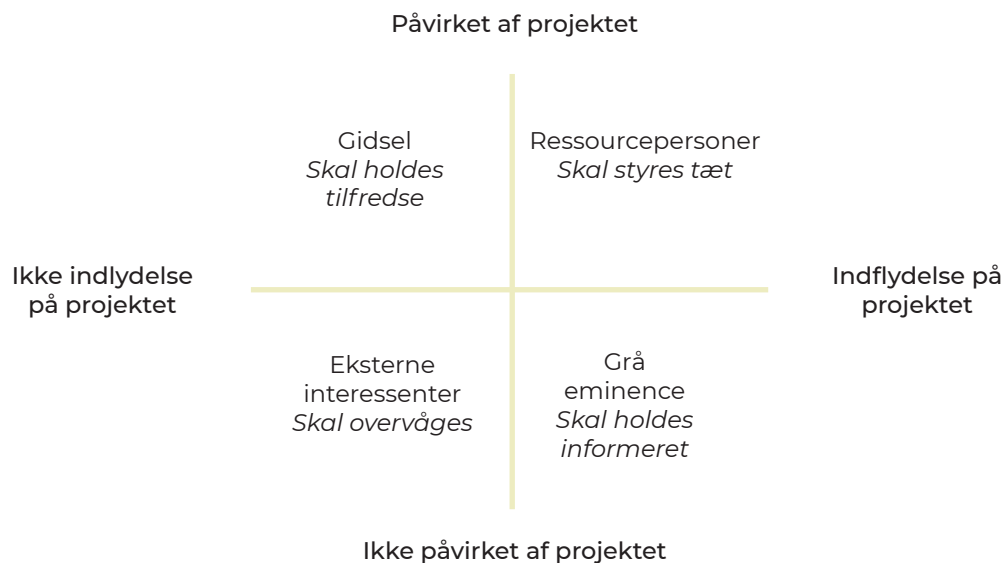 Påvirket af projektet
Gidsel
Skal holdes
tilfredse
Ressourcepersoner
Skal styres tæt
Ikke indlydelse
på projektet
Indflydelse på
projektet
Eksterne
interessenter
Skal overvåges
Grå
eminence
Skal holdes
informeret
Ikke påvirket af projektet